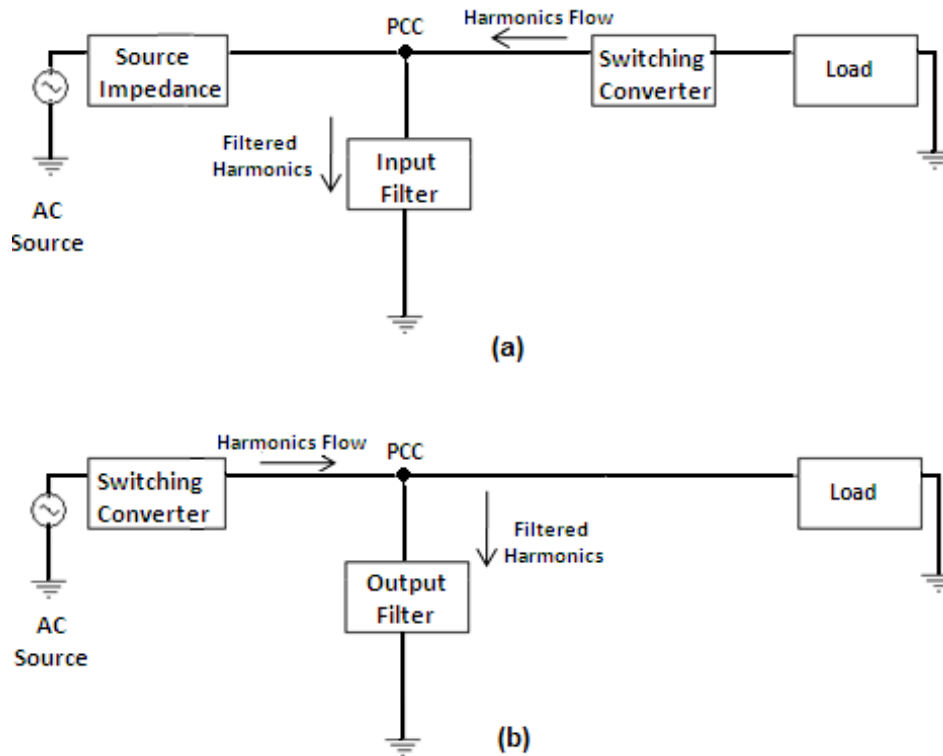 PCC
Harmonics Flow
Source
Impedance
Switching
Converter
Load
Filtered
Harmonics
Input
Filter
AC
Source
(a)
Harmonics Flow
PCC
Switching
Converter
Load
Filtered
Harmonics
Output
Filter
AC
Source
(b)